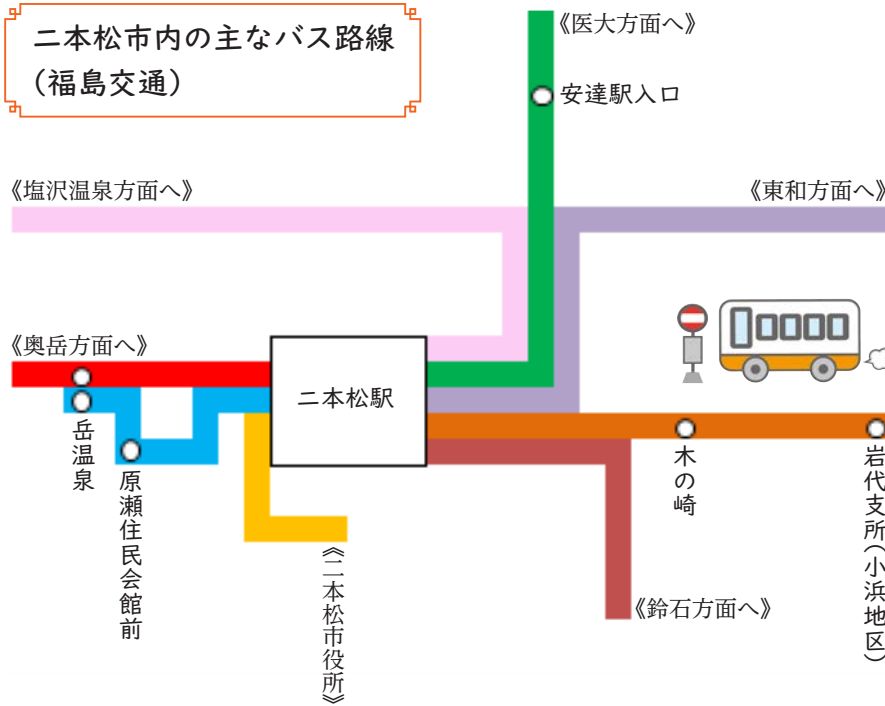 二本松市内の主なバス路線
(福島交通)
《医大方面へ》
安達駅入口
《塩沢温泉方面へ》
《東和方面へ》
《奥岳方面へ》
二本松駅
岳温泉
原瀬住民会館前
木の崎
岩代支所(小浜地区)
《二本松市役所》
《鈴石方面へ》